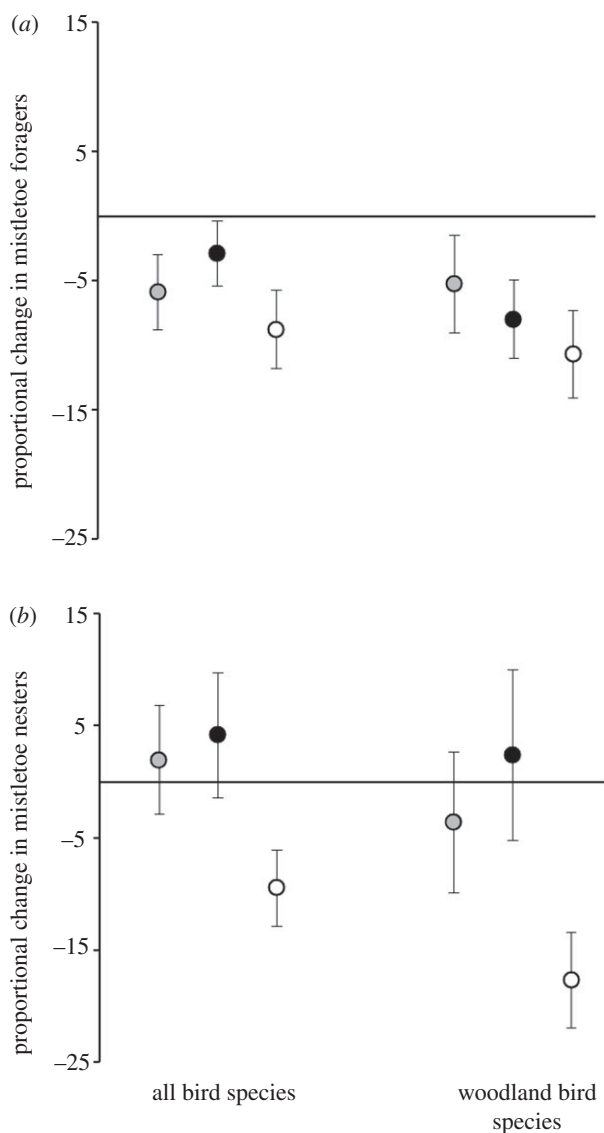 (a)
15
5
–5
–15
–25
proportional change in mistletoe foragers
(b)
15
5
–5
–15
–25
proportional change in mistletoe nesters
all bird species
woodland bird
species